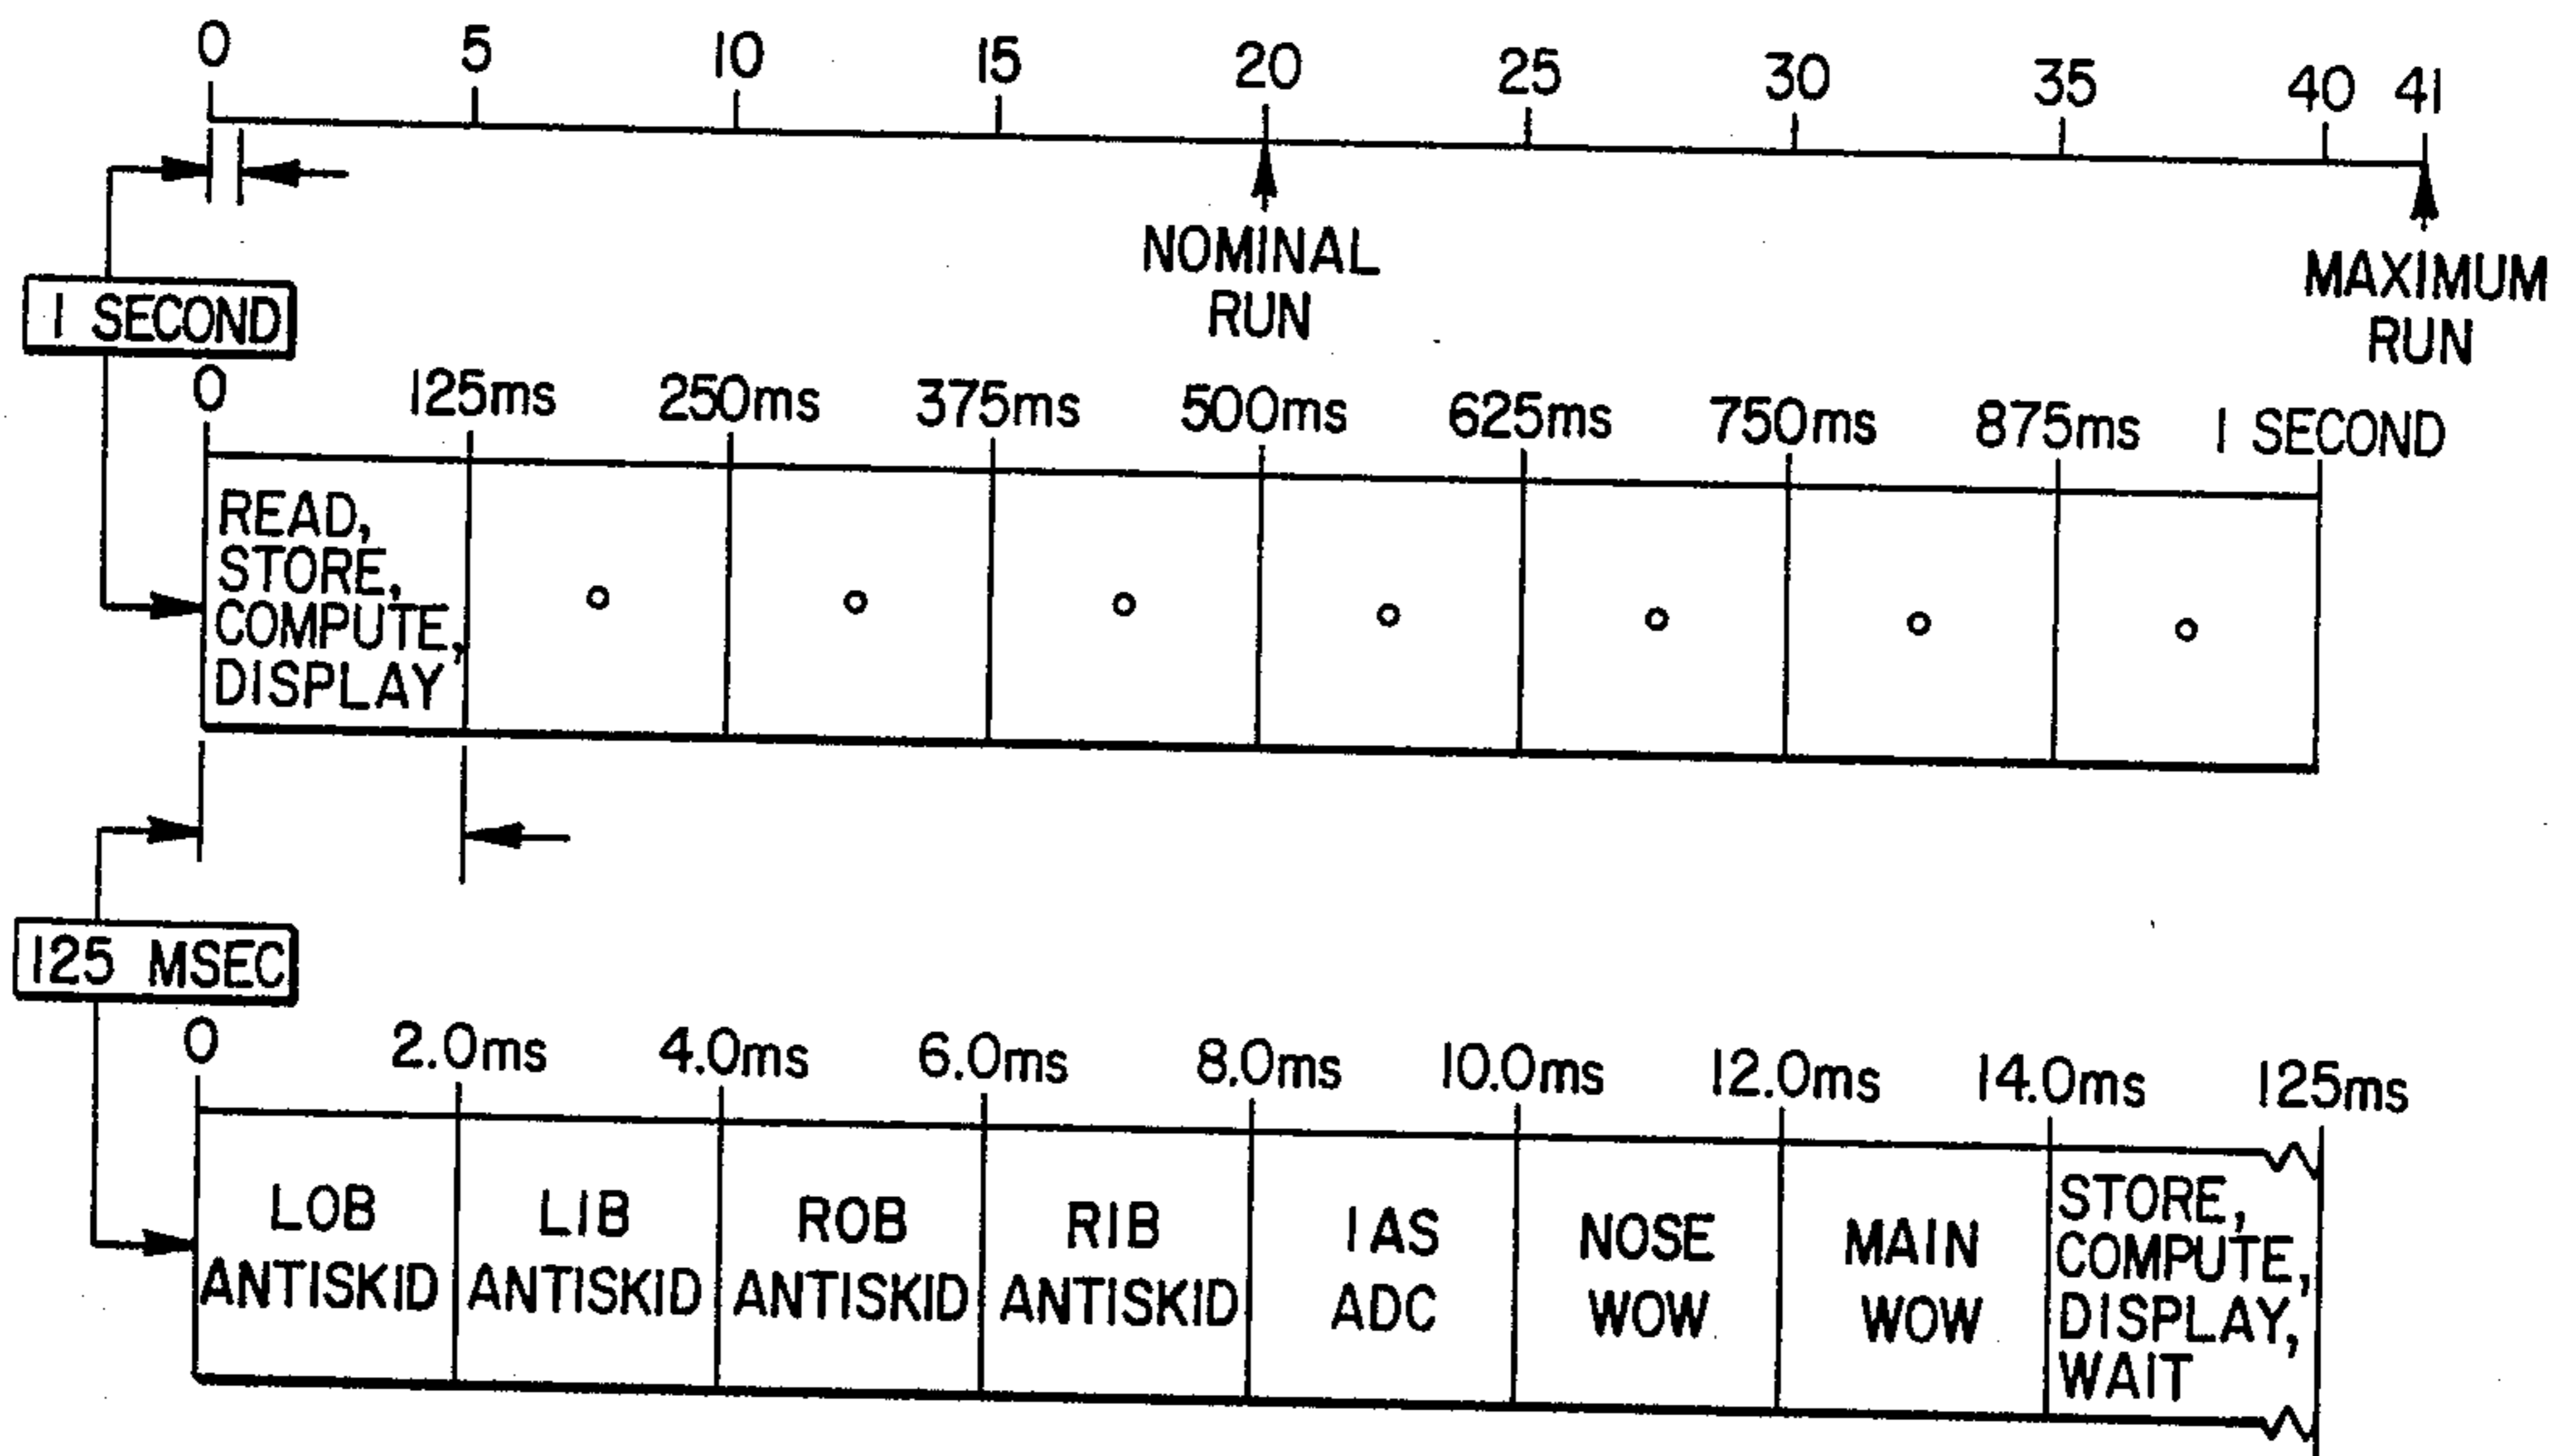 0 5 10 15 20 25 30 35 40 41
NOMINAL
RUN
MAXIMUM
RUN
1 SECOND
0 125ms 250ms 375ms 500ms 625ms 750ms 875ms 1 SECOND
READ,
STORE,
COMPUTE,
DISPLAY
125 MSEC
0 2.0ms 4.0ms 6.0ms 8.0ms 10.0ms 12.0ms 14.0ms 125ms
LOB
ANTISKID
LIB
ANTISKID
ROB
ANTISKID
RIB
ANTISKID
IAS
ADC
NOSE
WOW
MAIN
WOW
STORE,
COMPUTE,
DISPLAY,
WAIT